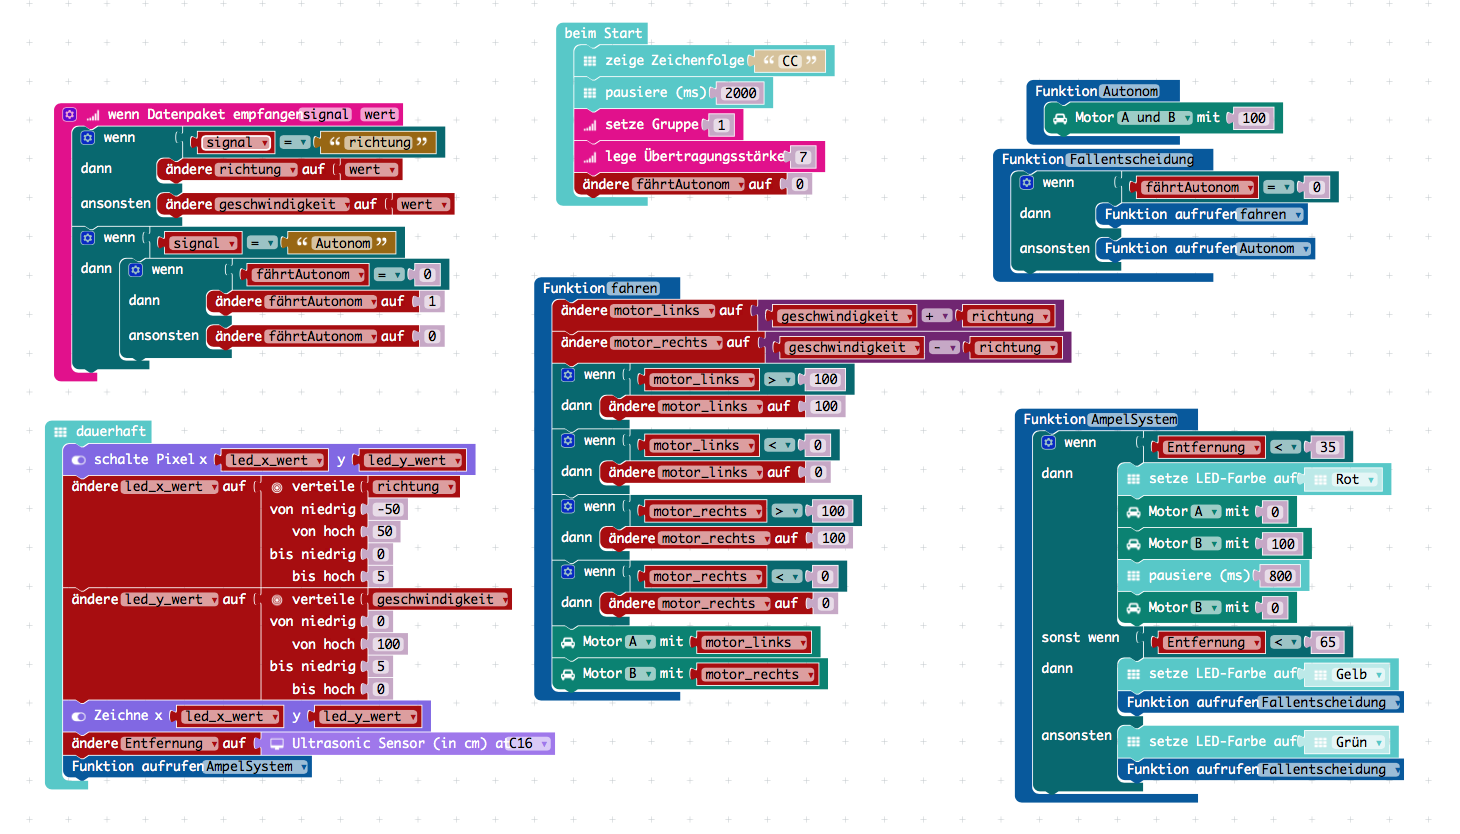 beim Start
zeige Zeichenfolge “ CC ”
pausiere (ms) 2000
setze Gruppe 1
lege Übertragungsstärke 7
ändere fährtAutonom auf 0
wenn Datenpaket empfangen signal wert
wenn signal = “ richtung ”
dann ändere richtung auf wert
ansonsten ändere geschwindigkeit auf wert
wenn signal = “ Autonom ”
dann wenn fährtAutonom = 0
dann ändere fährtAutonom auf 1
ansonsten ändere fährtAutonom auf 0
dauerhaft
schalte Pixel x led_x_wert y led_y_wert
ändere led_x_wert auf verteile richtung
von niedrig -50
von hoch 50
bis niedrig 0
bis hoch 5
ändere led_y_wert auf verteile geschwindigkeit
von niedrig 0
von hoch 100
bis niedrig 5
bis hoch 0
Zeichne x led_x_wert y led_y_wert
ändere Entfernung auf Ultrasonic Sensor (in cm) a C16
Funktion aufrufen AmpelSystem
Funktion fahren
ändere motor_links auf geschwindigkeit + richtung
ändere motor_rechts auf geschwindigkeit - richtung
wenn motor_links > 100
dann ändere motor_links auf 100
wenn motor_links < 0
dann ändere motor_links auf 0
wenn motor_rechts > 100
dann ändere motor_rechts auf 100
wenn motor_rechts < 0
dann ändere motor_rechts auf 0
Motor A mit motor_links
Motor B mit motor_rechts
Funktion Autonom
Motor A und B mit 100
Funktion Fallentscheidung
wenn fährtAutonom = 0
dann Funktion aufrufen fahren
ansonsten Funktion aufrufen Autonom
Funktion AmpelSystem
wenn Entfernung < 35
dann setze LED-Farbe auf Rot
Motor A mit 0
Motor B mit 100
pausiere (ms) 800
Motor B mit 0
sonst wenn Entfernung < 65
dann setze LED-Farbe auf Gelb
Funktion aufrufen Fallentscheidung
ansonsten setze LED-Farbe auf Grün
Funktion aufrufen Fallentscheidung